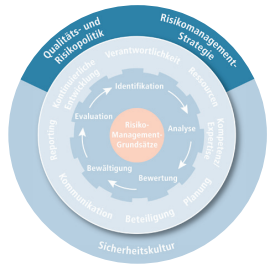 Qualitäts- und
Risikopolitik
Risikomanagement-
Strategie
Verantwortlichkeit
Kontinuierliche
Entwicklung
Ressourcen
Identifikation
Evaluation
Risiko-
Management-
Grundsätze
Analyse
Reporting
Kompetenz/
Expertise
Bewältigung
Bewertung
Kommunikation
Beteiligung
Planung
Sicherheitskultur